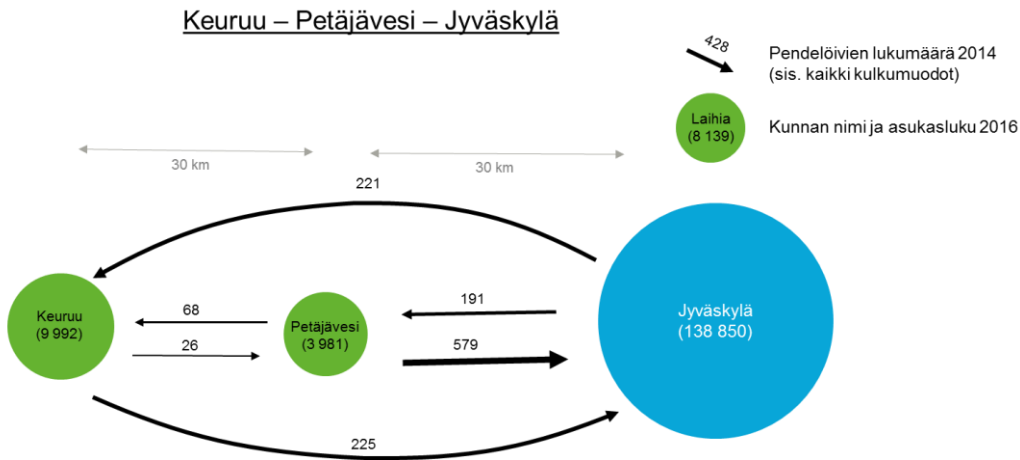 Keuruu – Petäjävesi – Jyväskylä
428
Pendelöivien lukumäärä 2014
(sis. kaikki kulkumuodot)
Laihia
(8 139)
Kunnan nimi ja asukasluku 2016
30 km
30 km
221
Keuruu
(9 992)
68
26
Petäjävesi
(3 981)
191
579
Jyväskylä
(138 850)
225